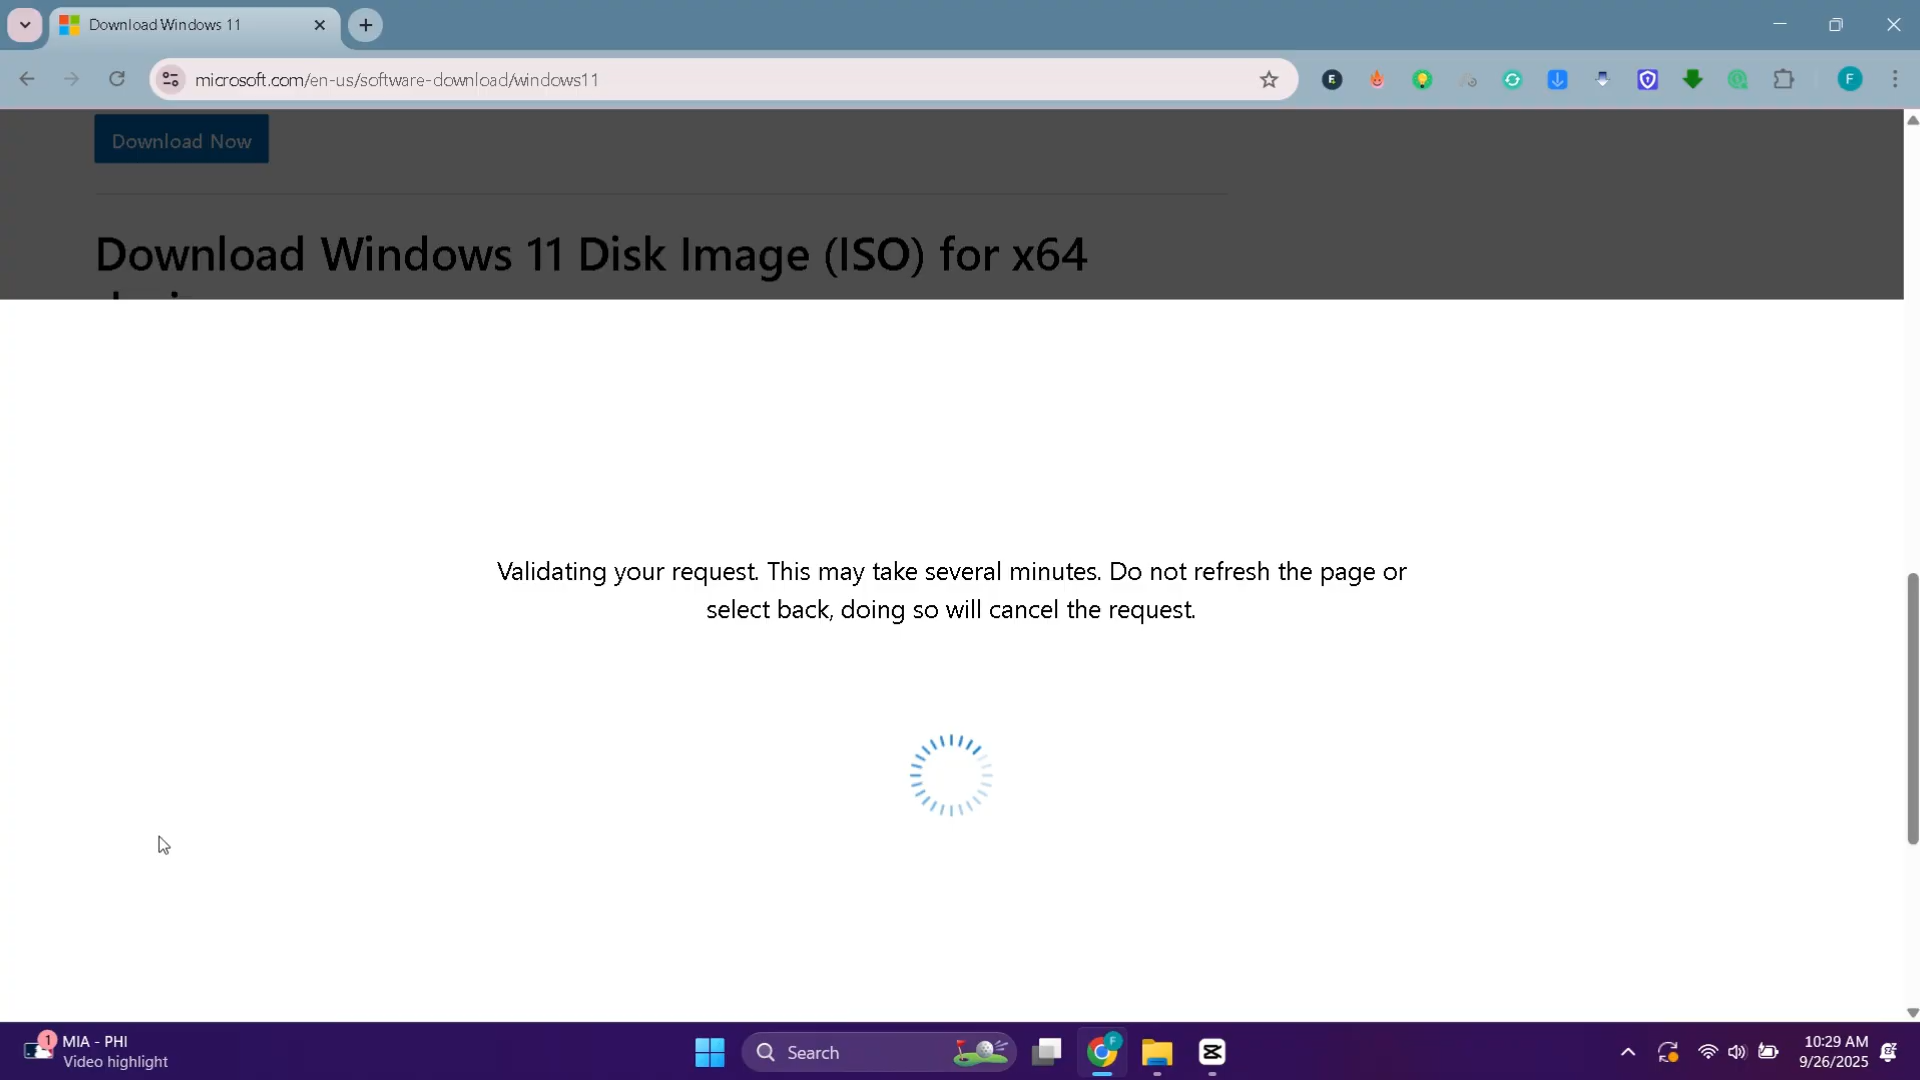 Download Windows 11
microsoft.com/en-us/software-download/windows11
F
Download Now
Download Windows 11 Disk Image (ISO) for x64
Validating your request. This may take several minutes. Do not refresh the page or
select back, doing so will cancel the request.
1
MIA - PHI
Video highlight
Search
F
10:29 AM
9/26/2025